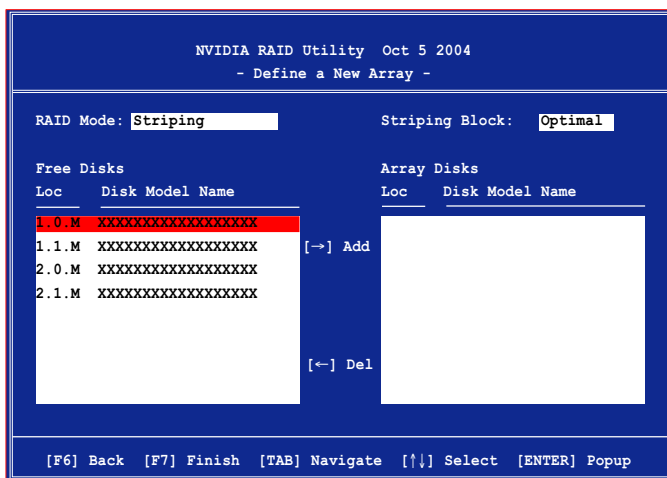 NVIDIA RAID Utility Oct 5 2004
- Define a New Array -
RAID Mode: Striping
Striping Block: Optimal
Free Disks
Array Disks
Loc Disk Model Name
Loc Disk Model Name
1.0.M XXXXXXXXXXXXXXXXXX
1.1.M XXXXXXXXXXXXXXXXXX
2.0.M XXXXXXXXXXXXXXXXXX
2.1.M XXXXXXXXXXXXXXXXXX
[→] Add
[←] Del
[F6] Back [F7] Finish [TAB] Navigate [↑↓] Select [ENTER] Popup